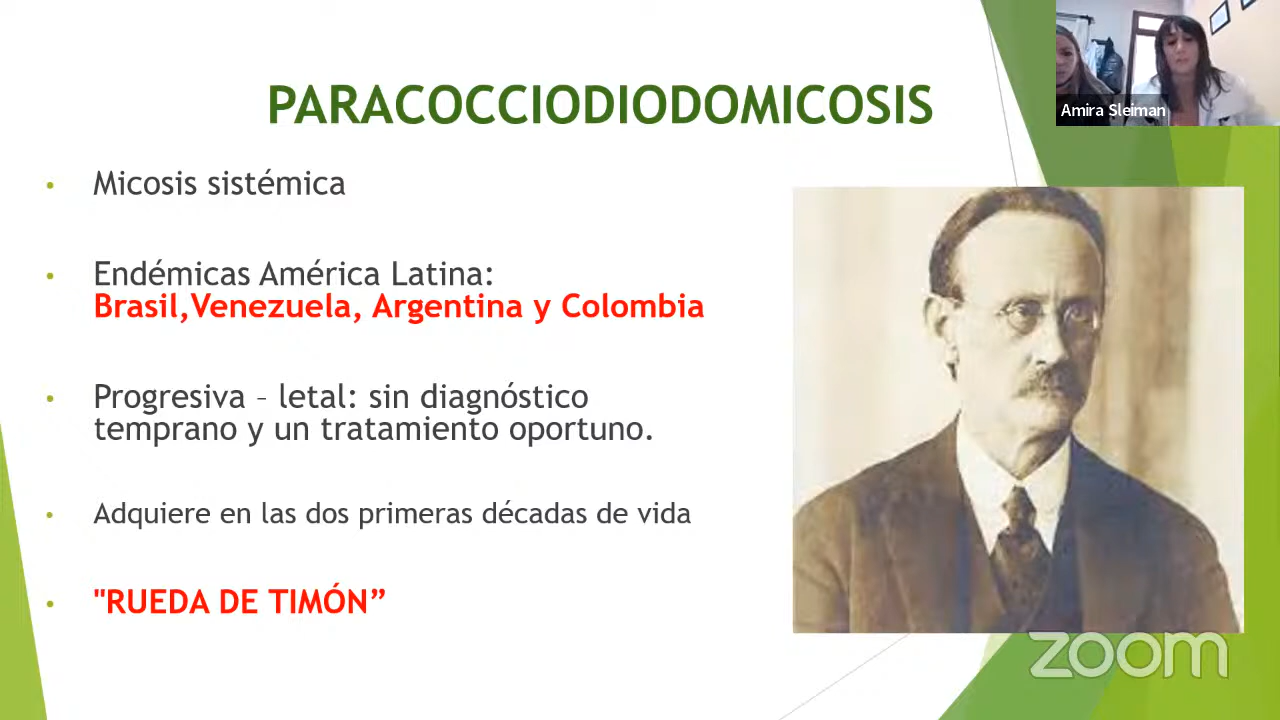 PARACOCCIODIODOMICOSIS
Amira Sleiman
• Micosis sistémica
• Endémicas América Latina:
Brasil,Venezuela, Argentina y Colombia
• Progresiva – letal: sin diagnóstico
temprano y un tratamiento oportuno.
• Adquiere en las dos primeras décadas de vida
• "RUEDA DE TIMÓN”
zoom